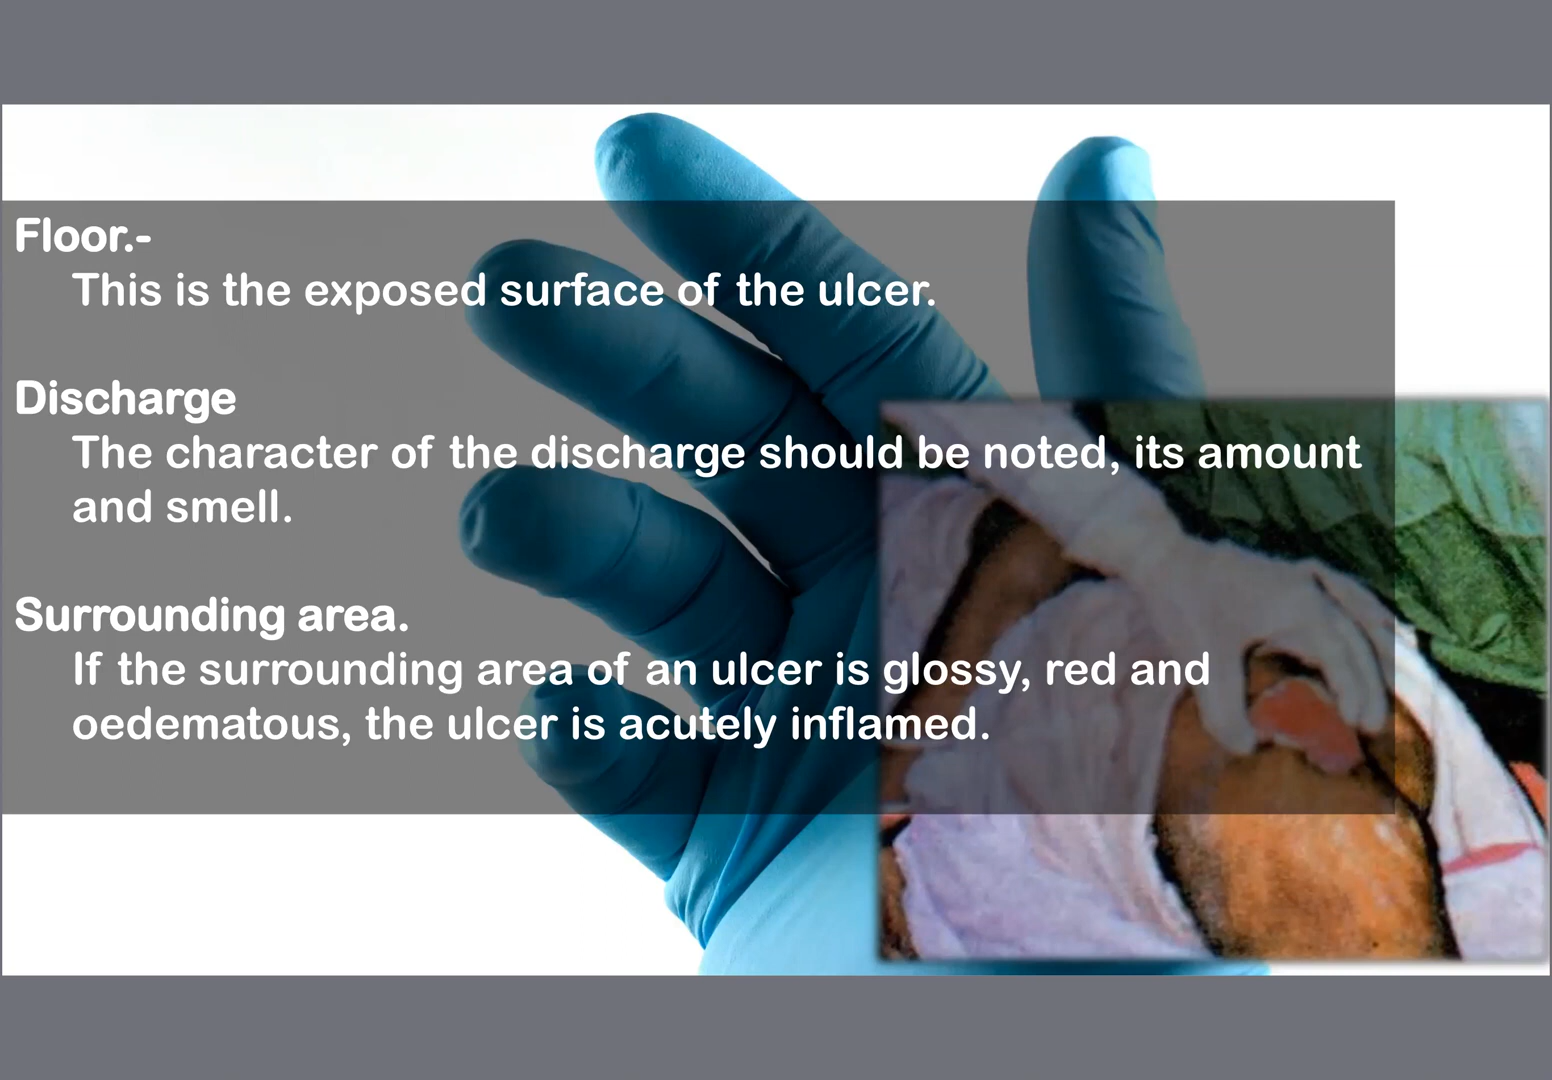 Floor.-
This is the exposed surface of the ulcer.
Discharge
The character of the discharge should be noted, its amount
and smell.
Surrounding area.
If the surrounding area of an ulcer is glossy, red and
oedematous, the ulcer is acutely inflamed.